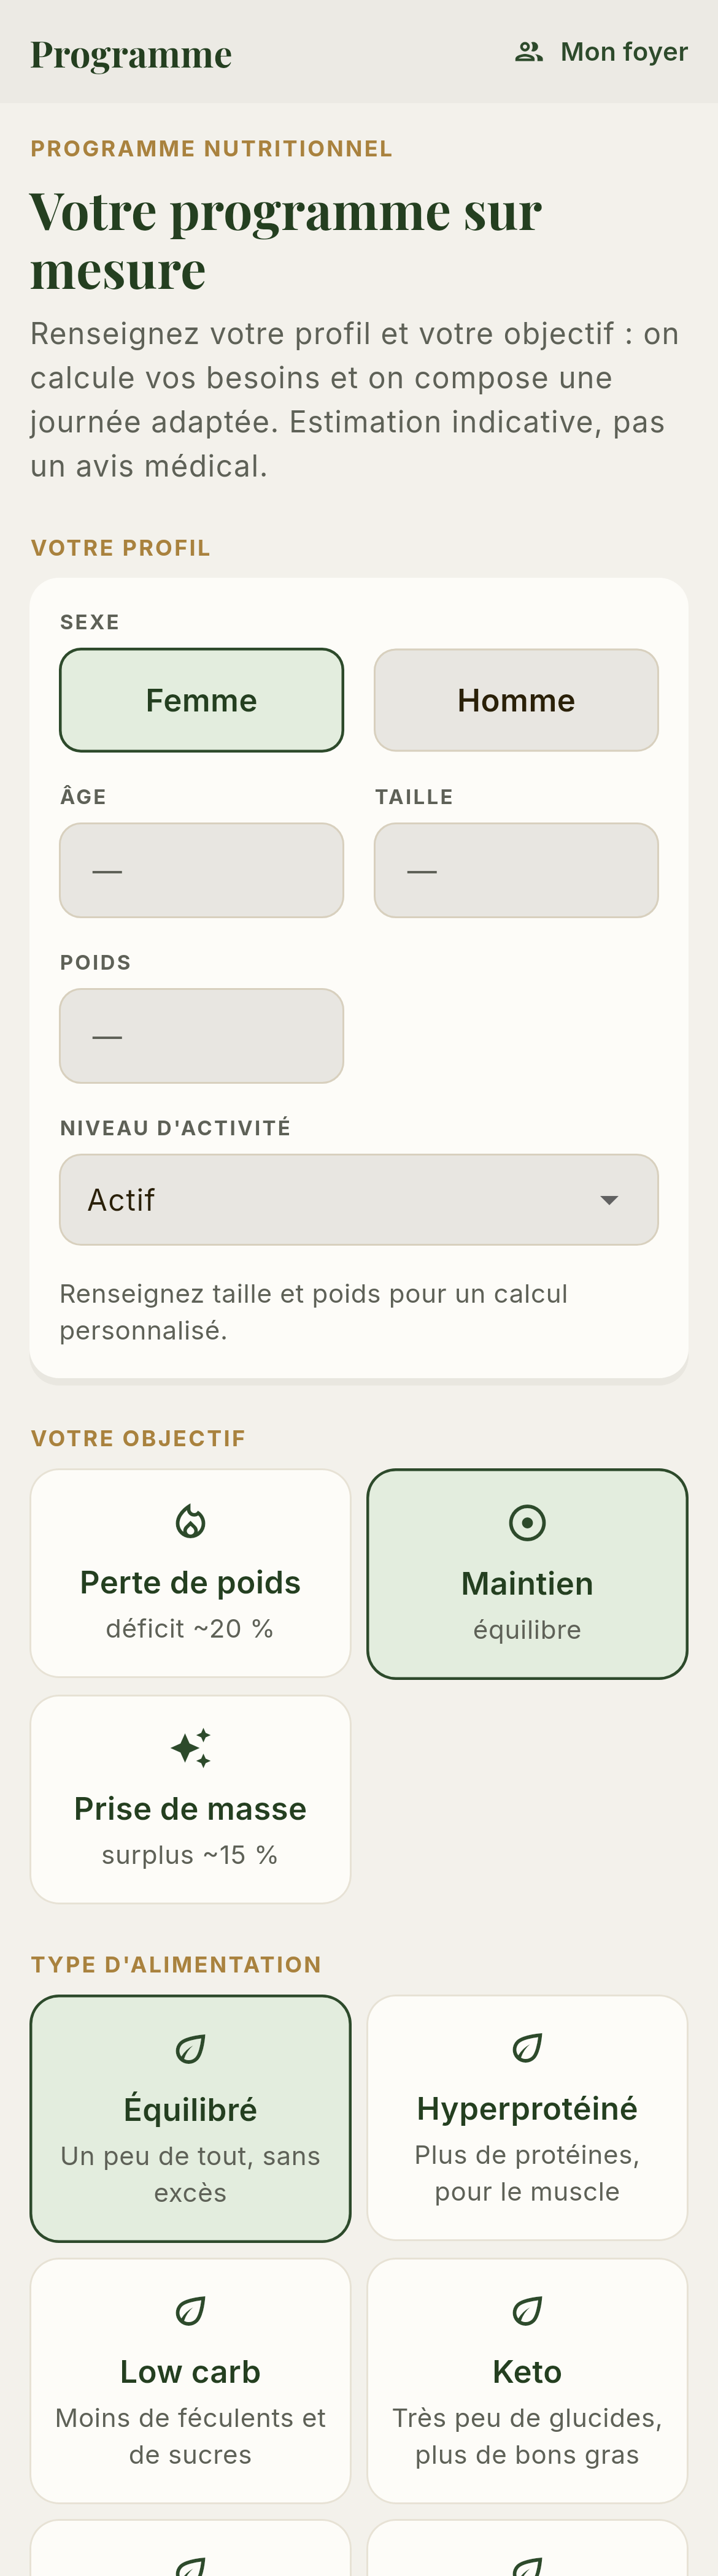 Programme
Mon foyer
PROGRAMME NUTRITIONNEL
Votre programme sur
mesure
Renseignez votre profil et votre objectif : on
calcule vos besoins et on compose une
journée adaptée. Estimation indicative, pas
un avis médical.
VOTRE PROFIL
SEXE
Femme
Homme
ÂGE
TAILLE
—
—
POIDS
—
NIVEAU D'ACTIVITÉ
Actif
Renseignez taille et poids pour un calcul
personnalisé.
VOTRE OBJECTIF
Perte de poids
déficit ~20 %
Maintien
équilibre
Prise de masse
surplus ~15 %
TYPE D'ALIMENTATION
Équilibré
Un peu de tout, sans
excès
Hyperprotéiné
Plus de protéines,
pour le muscle
Low carb
Moins de féculents et
de sucres
Keto
Très peu de glucides,
plus de bons gras